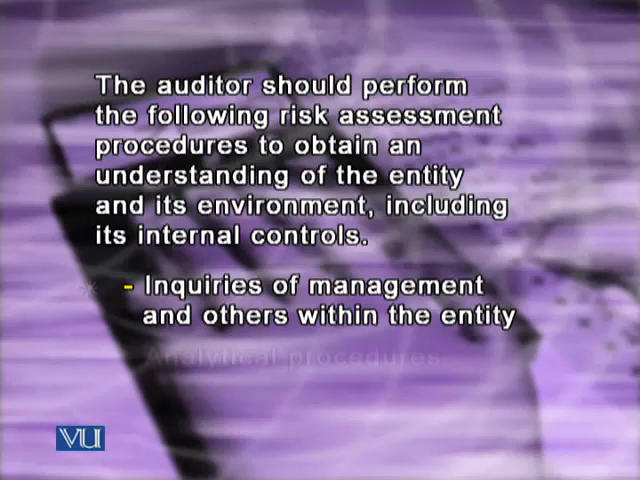 The auditor should perform
the following risk assessment
procedures to obtain an
understanding of the entity
and its environment, including
its internal controls.
- Inquiries of management
and others within the entity
Analytical procedures
VU